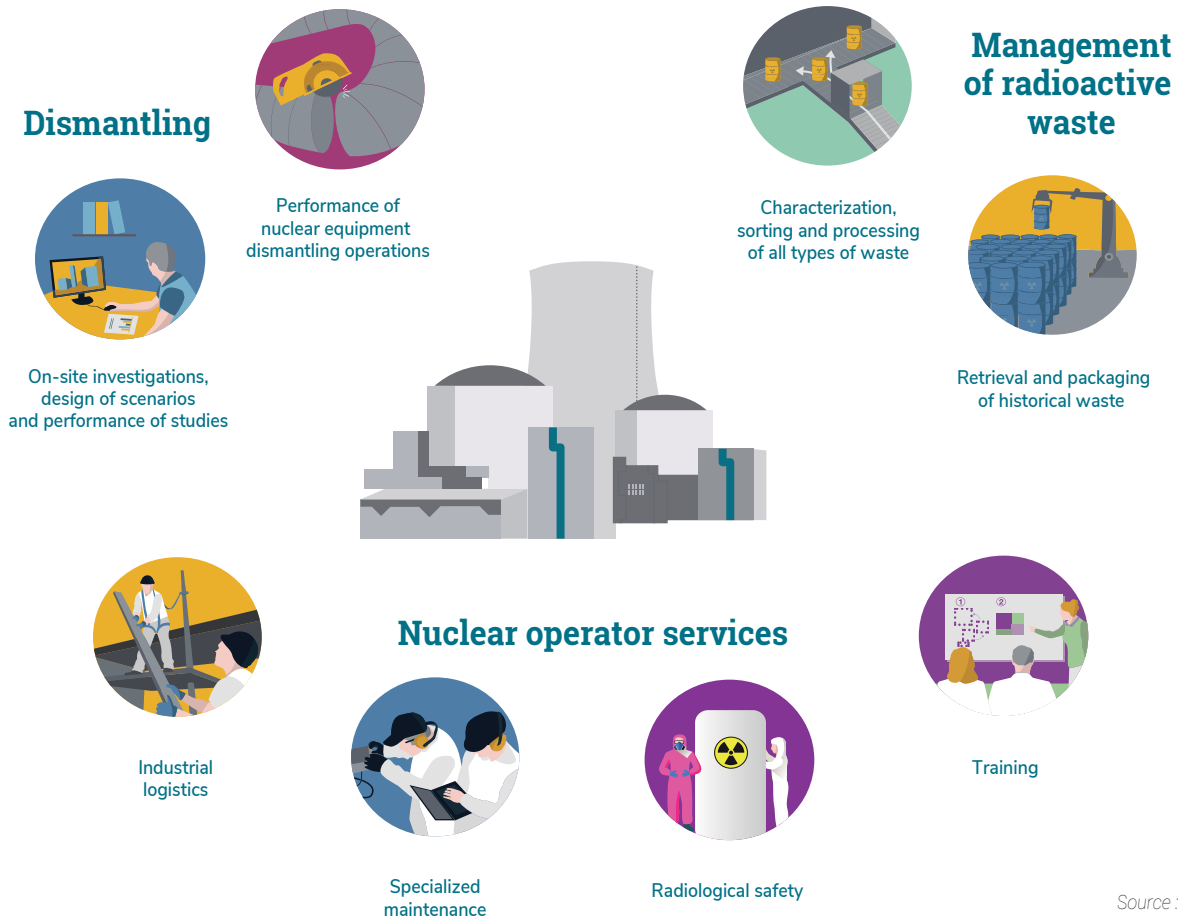 Dismantling
Performance of
nuclear equipment
dismantling operations
On-site investigations,
design of scenarios
and performance of studies
Management
of radioactive
waste
Characterization,
sorting and processing
of all types of waste
Retrieval and packaging
of historical waste
Nuclear operator services
Industrial
logistics
Specialized
maintenance
Radiological safety
1
2
Training
Source :